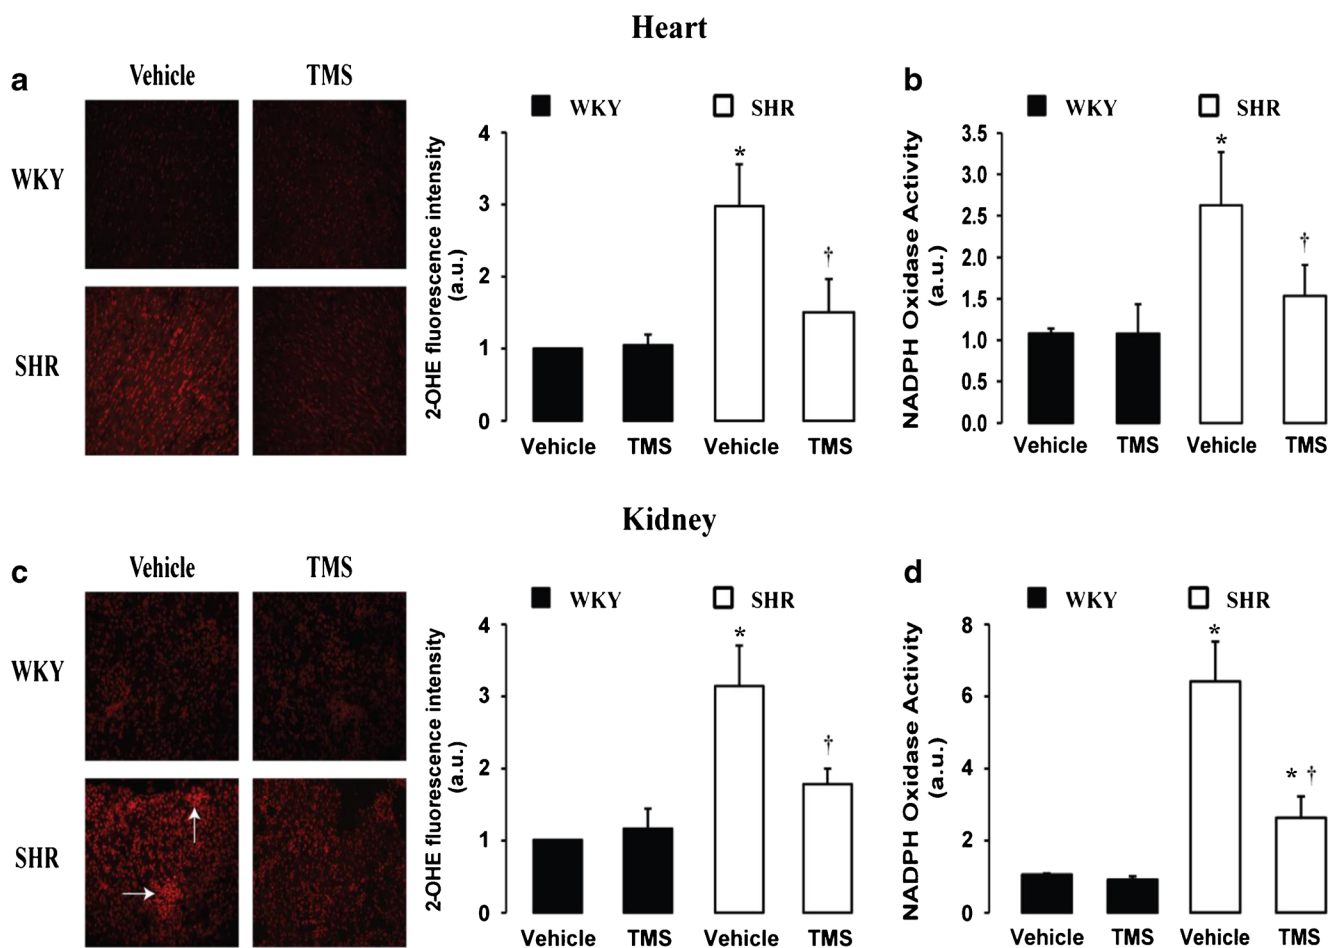 Heart
a
Vehicle
TMS
WKY
SHR
WKY
SHR
2-OHE fluorescence intensity
(a.u.)
4
3
2
1
0
*
†
Vehicle
TMS
Vehicle
TMS
b
WKY
SHR
NADPH Oxidase Activity
(a.u.)
3.5
3.0
2.5
2.0
1.5
1.0
0.5
0.0
*
†
Vehicle
TMS
Vehicle
TMS
Kidney
c
Vehicle
TMS
WKY
SHR
WKY
SHR
2-OHE fluorescence intensity
(a.u.)
4
3
2
1
0
*
†
Vehicle
TMS
Vehicle
TMS
d
WKY
SHR
NADPH Oxidase Activity
(a.u.)
8
6
4
2
0
*
* †
Vehicle
TMS
Vehicle
TMS